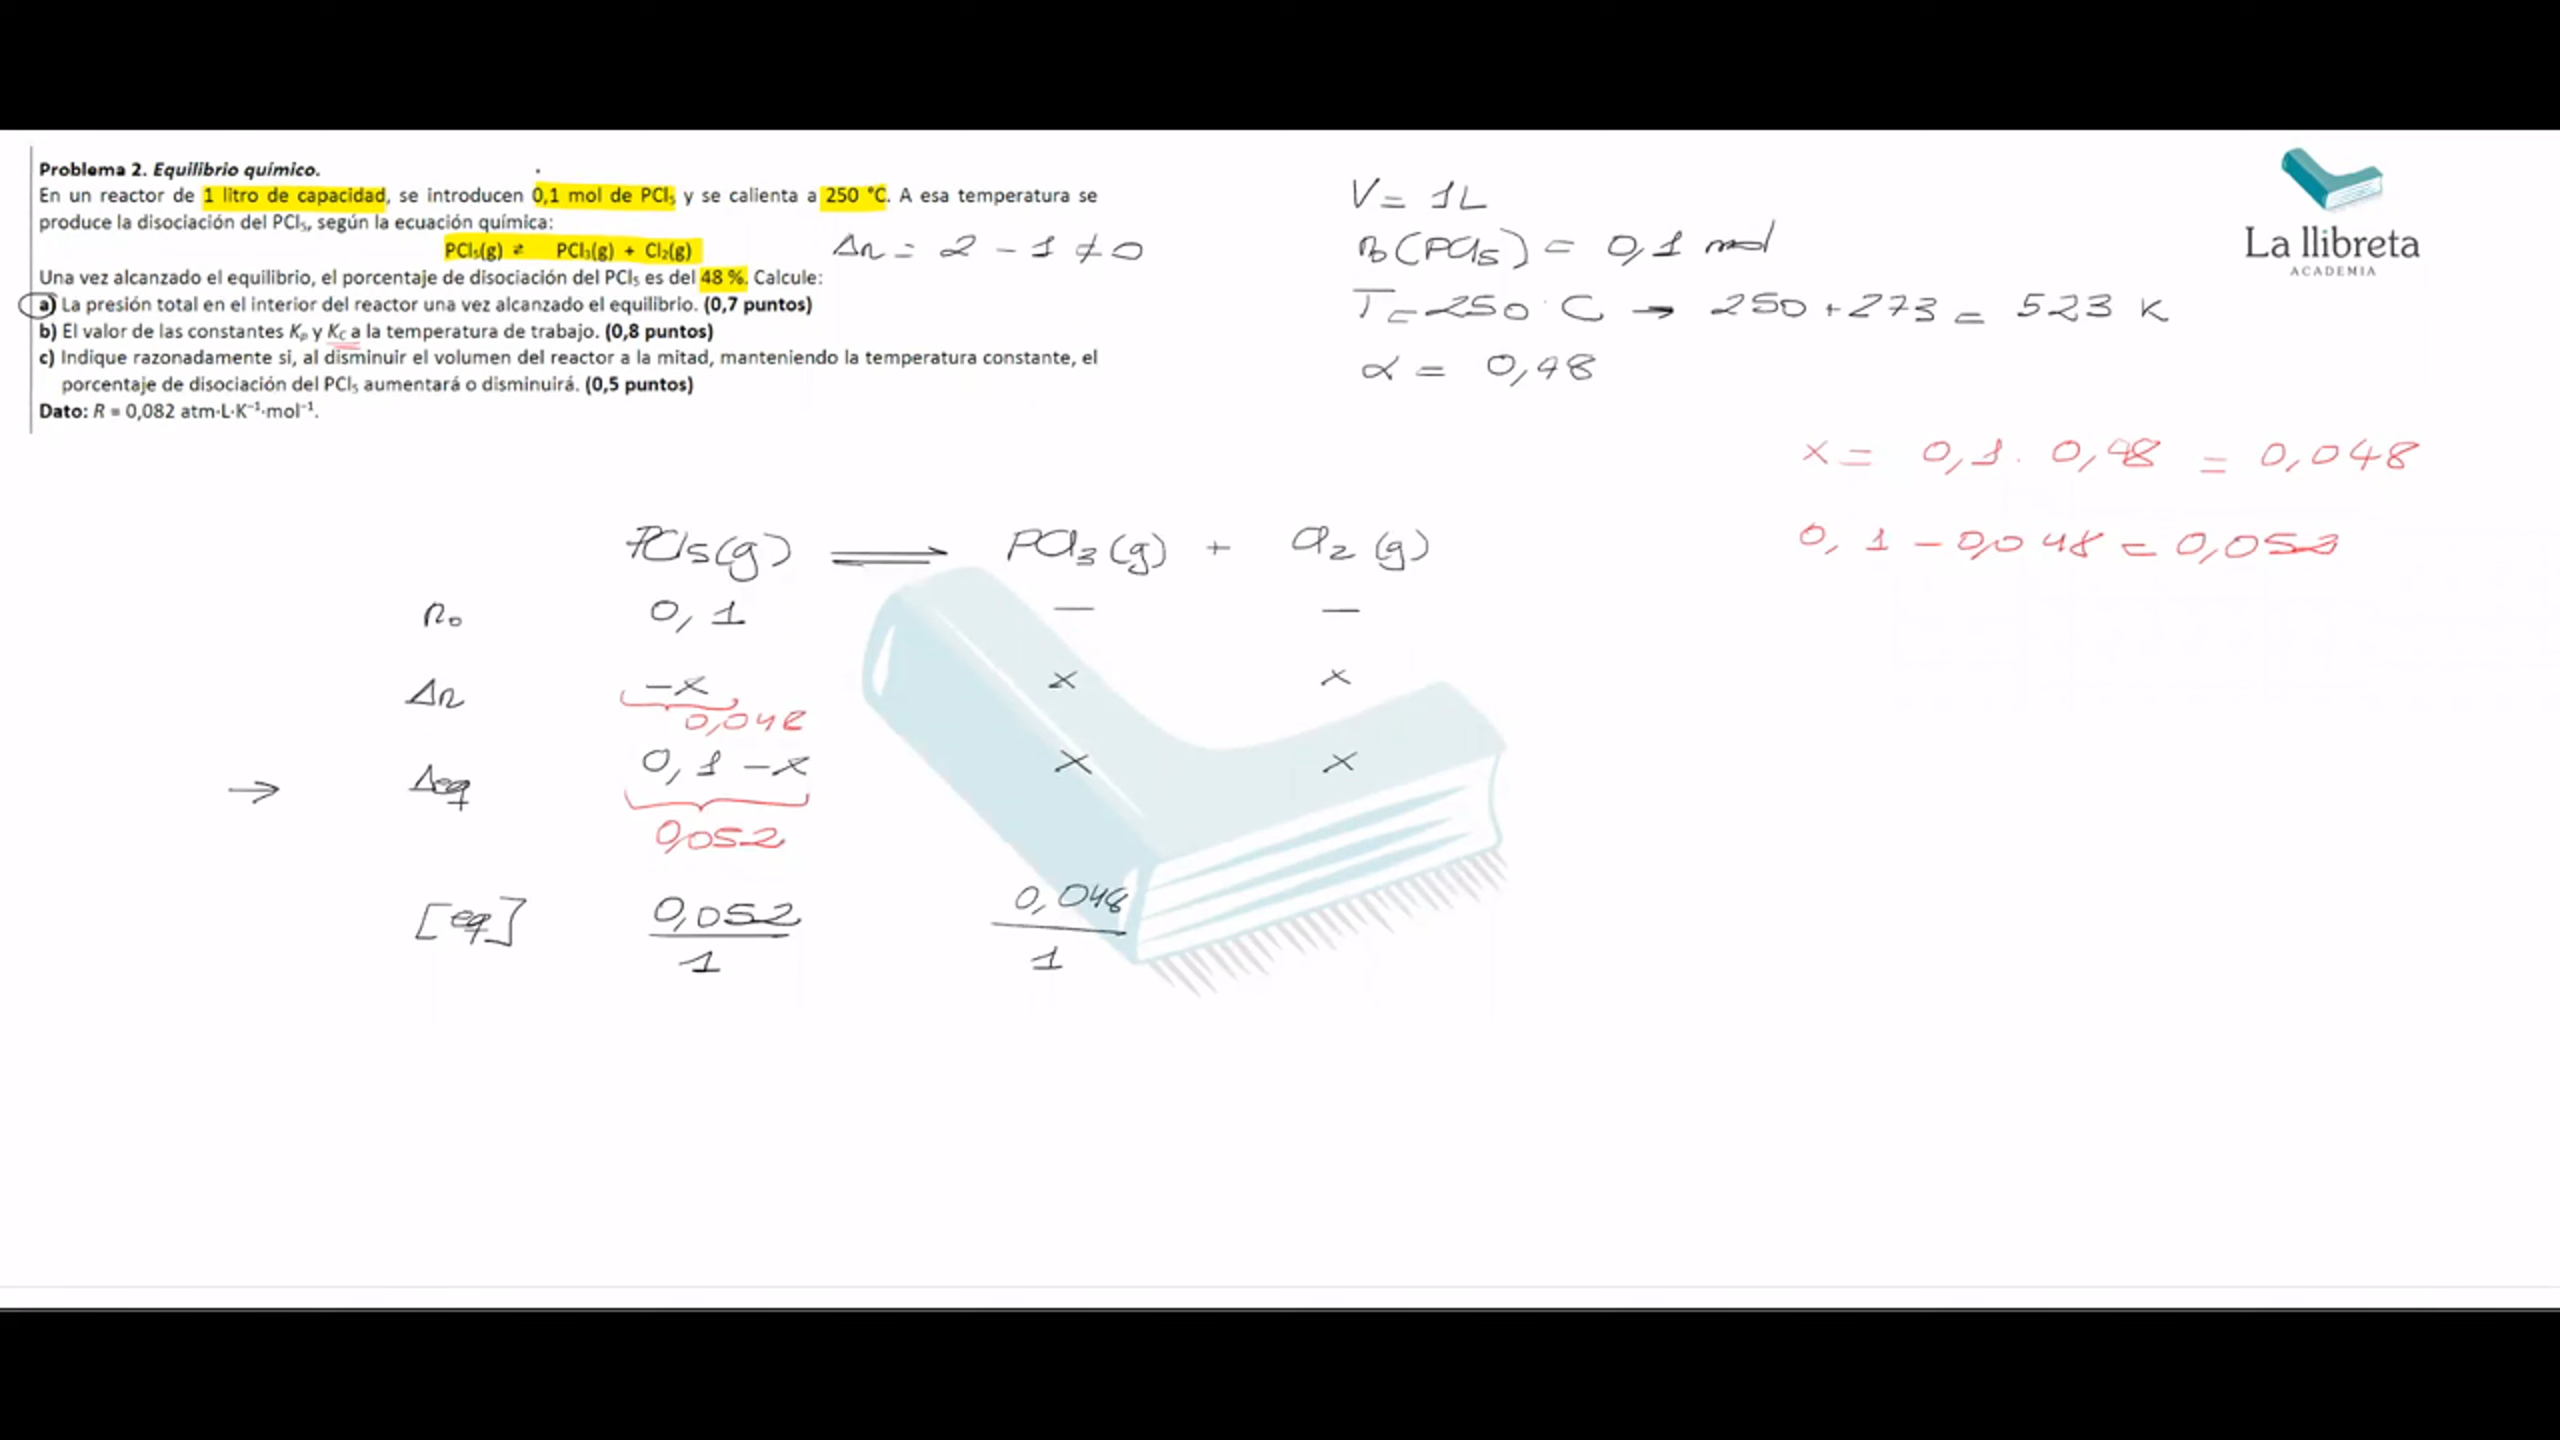 Problema 2. Equilibrio químico.
En un reactor de 1 litro de capacidad, se introducen 0,1 mol de PCl₅ y se calienta a 250 °C. A esa temperatura se
produce la disociación del PCl₅, según la ecuación química:
PCl₅(g) ⇌ PCl₃(g) + Cl₂(g)
Δn = 2 - 1 ≠ 0
Una vez alcanzado el equilibrio, el porcentaje de disociación del PCl₅ es del 48 %. Calcule:
a) La presión total en el interior del reactor una vez alcanzado el equilibrio. (0,7 puntos)
b) El valor de las constantes Kₚ y K_C a la temperatura de trabajo. (0,8 puntos)
c) Indique razonadamente si, al disminuir el volumen del reactor a la mitad, manteniendo la temperatura constante, el
porcentaje de disociación del PCl₅ aumentará o disminuirá. (0,5 puntos)
Dato: R = 0,082 atm·L·K⁻¹·mol⁻¹.
V = 1L
n₀(PCl₅) = 0,1 mol
T = 250 °C → 250 + 273 = 523 K
α = 0,48
La llibreta
ACADEMIA
x = 0,1 · 0,48 = 0,048
0,1 - 0,048 = 0,052
PCl₅(g) ⇌ PCl₃(g) + Cl₂(g)
n₀ 0,1 — —
Δn -x x x
0,048
→ Δeq 0,1 - x x x
0,052
[eq] 0,052/1 0,048/1